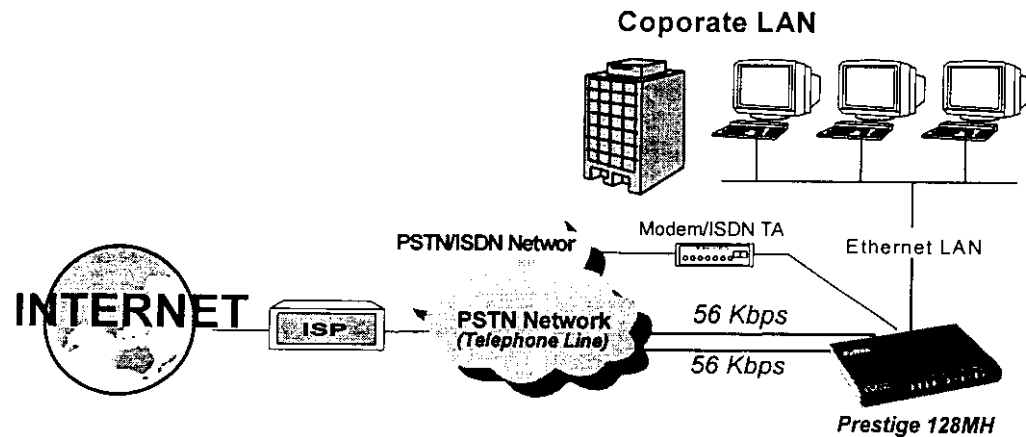 Coporate LAN
PSTN/ISDN Networ
Modem/ISDN TA
Ethernet LAN
INTERNET
ISP
PSTN Network
(Telephone Line)
56 Kbps
56 Kbps
Prestige 128MH